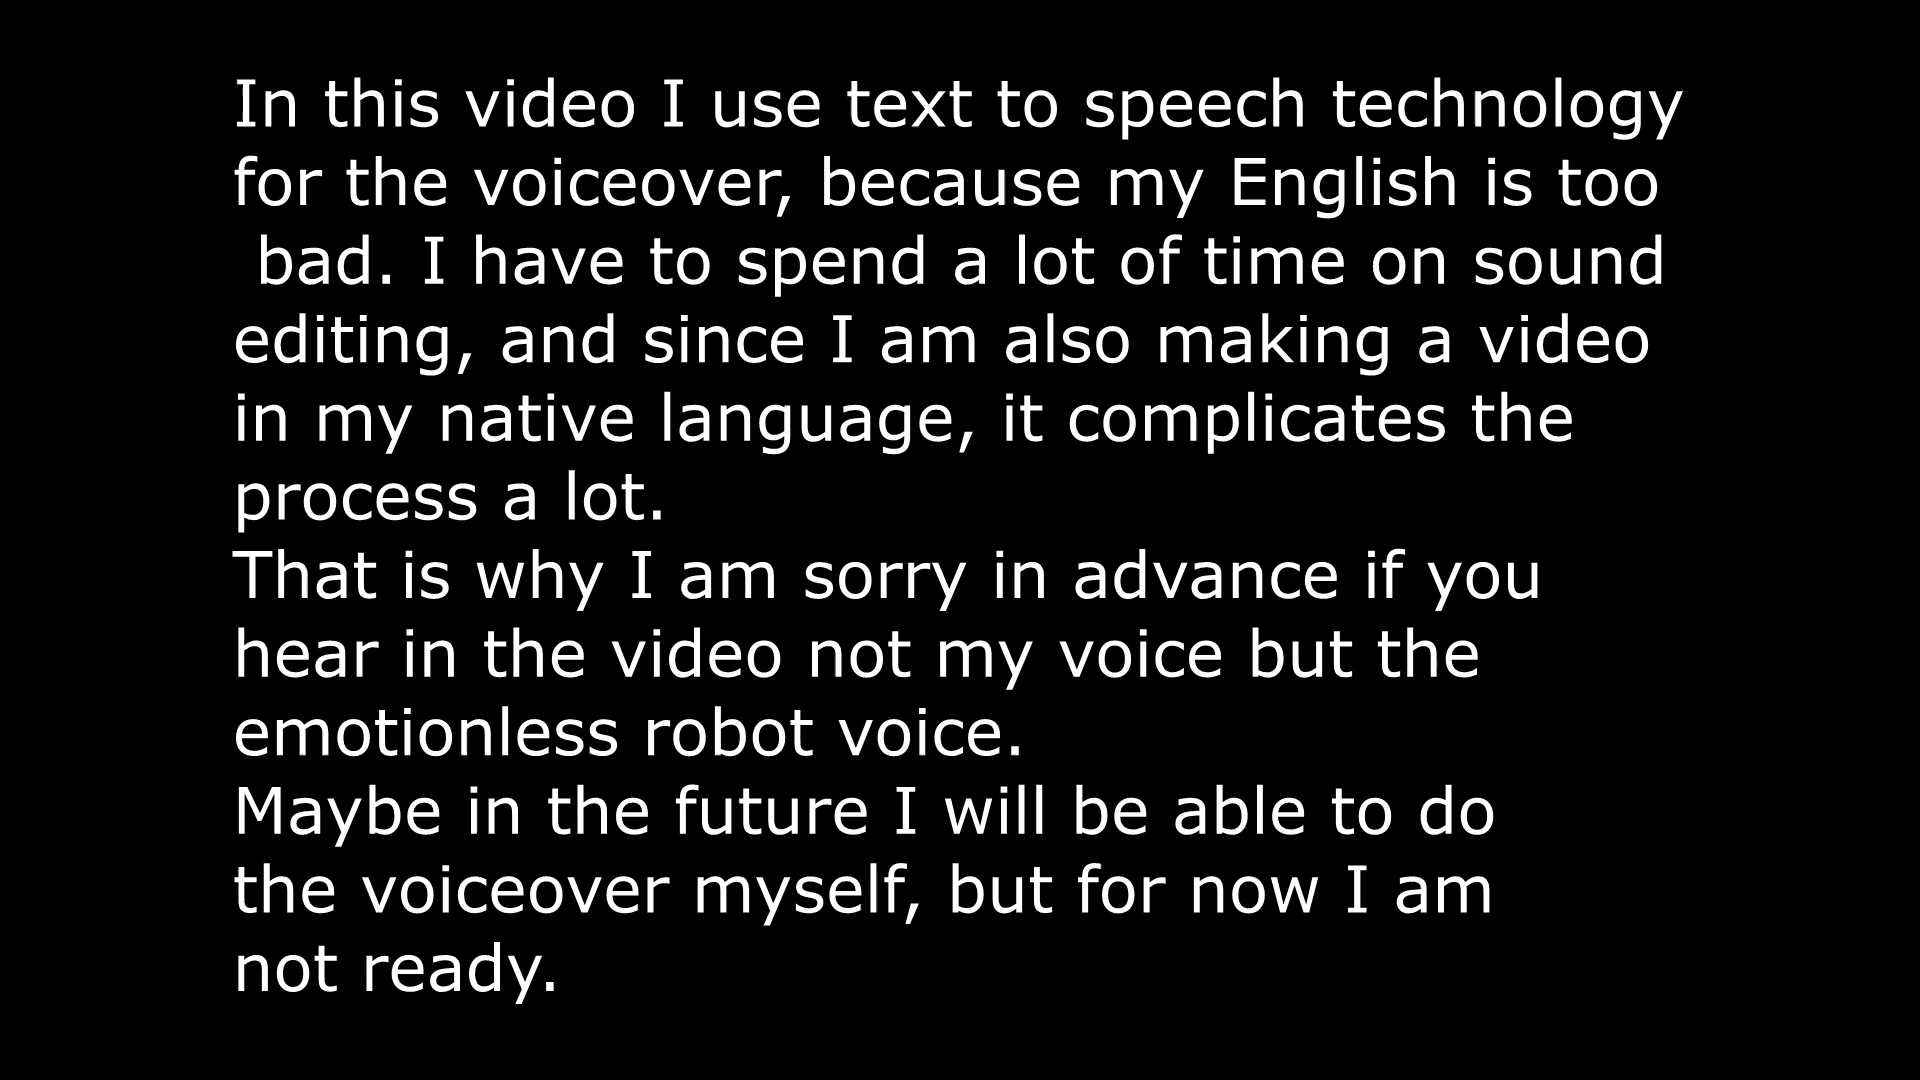 In this video I use text to speech technology
for the voiceover, because my English is too
bad. I have to spend a lot of time on sound
editing, and since I am also making a video
in my native language, it complicates the
process a lot.
That is why I am sorry in advance if you
hear in the video not my voice but the
emotionless robot voice.
Maybe in the future I will be able to do
the voiceover myself, but for now I am
not ready.